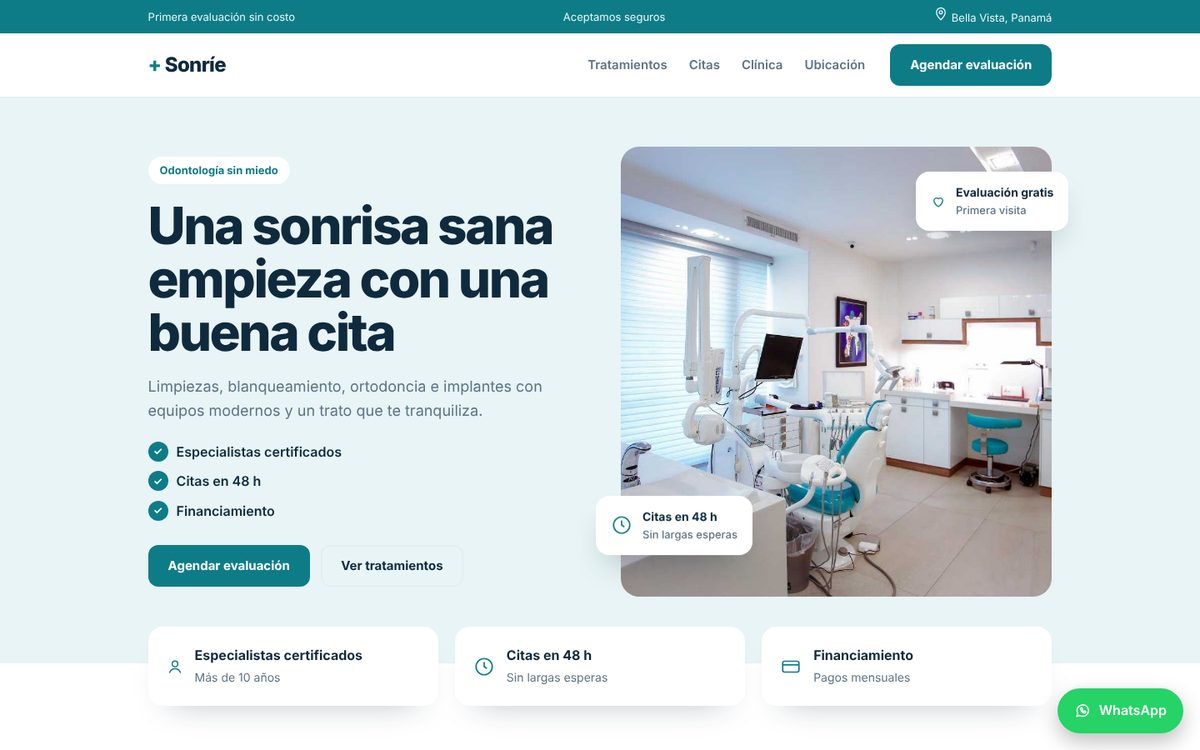 Primera evaluación sin costo
Aceptamos seguros
Bella Vista, Panamá
+ Sonríe
Tratamientos
Citas
Clínica
Ubicación
Agendar evaluación
Odontología sin miedo
Una sonrisa sana
empieza con una
buena cita
Limpiezas, blanqueamiento, ortodoncia e implantes con
equipos modernos y un trato que te tranquiliza.
Especialistas certificados
Citas en 48 h
Financiamiento
Agendar evaluación
Ver tratamientos
Evaluación gratis
Primera visita
Citas en 48 h
Sin largas esperas
Especialistas certificados
Más de 10 años
Citas en 48 h
Sin largas esperas
Financiamiento
Pagos mensuales
WhatsApp